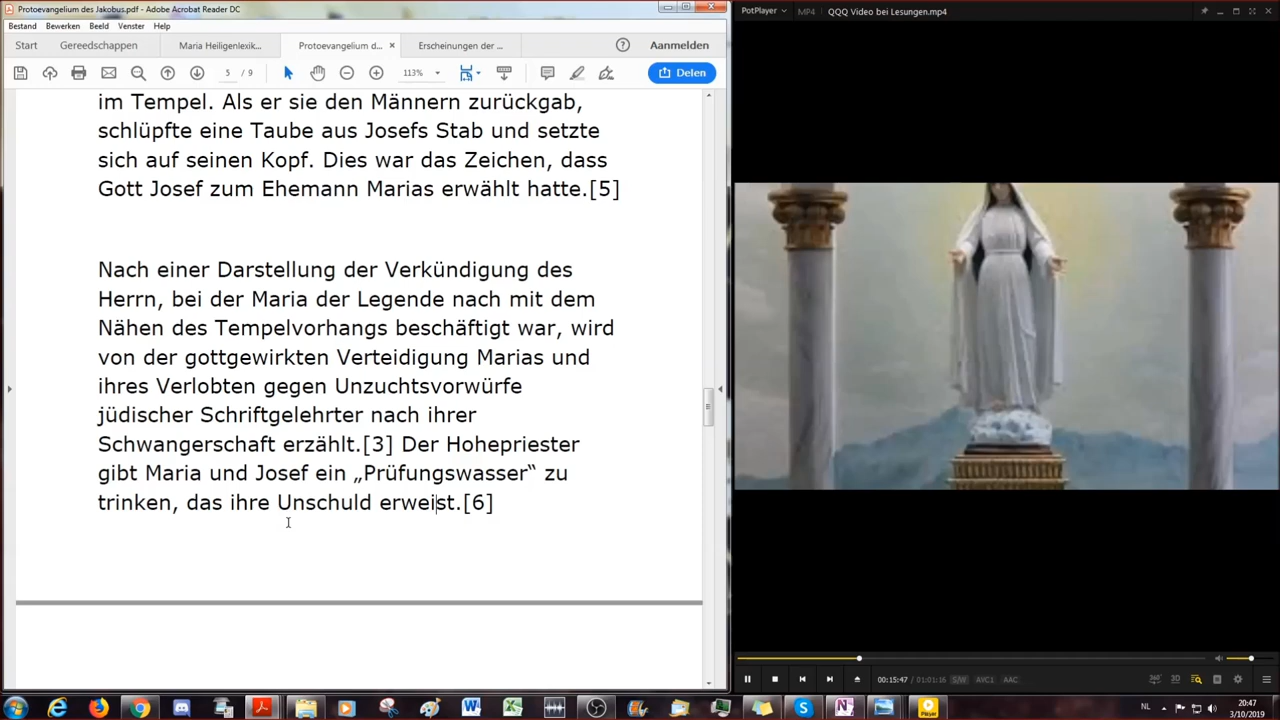 Protoevangelium des Jakobus.pdf - Adobe Acrobat Reader DC
Bestand Bewerken Beeld Venster Help
Start Gereedschappen Maria Heiligenlexik... Protoevangelium d... Erscheinungen der ... Aanmelden
5 / 9 113% Delen
im Tempel. Als er sie den Männern zurückgab,
schlüpfte eine Taube aus Josefs Stab und setzte
sich auf seinen Kopf. Dies war das Zeichen, dass
Gott Josef zum Ehemann Marias erwählt hatte.[5]
Nach einer Darstellung der Verkündigung des
Herrn, bei der Maria der Legende nach mit dem
Nähen des Tempelvorhangs beschäftigt war, wird
von der gottgewirkten Verteidigung Marias und
ihres Verlobten gegen Unzuchtsvorwürfe
jüdischer Schriftgelehrter nach ihrer
Schwangerschaft erzählt.[3] Der Hohepriester
gibt Maria und Josef ein „Prüfungswasser“ zu
trinken, das ihre Unschuld erweist.[6]
PotPlayer MP4 QQQ Video bei Lesungen.mp4
00:15:47 / 01:01:16 S/W AVC1 AAC
360° 3D
NL 20:47
3/10/2019